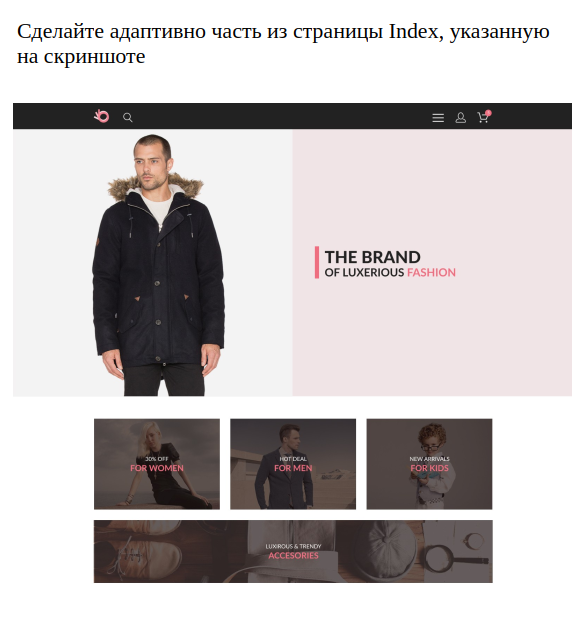 Сделайте адаптивно часть из страницы Index, указанную
на скриншоте
THE BRAND
OF LUXERIOUS FASHION
30% OFF
FOR WOMEN
HOT DEAL
FOR MEN
NEW ARRIVALS
FOR KIDS
LUXIROUS & TRENDY
ACCESORIES